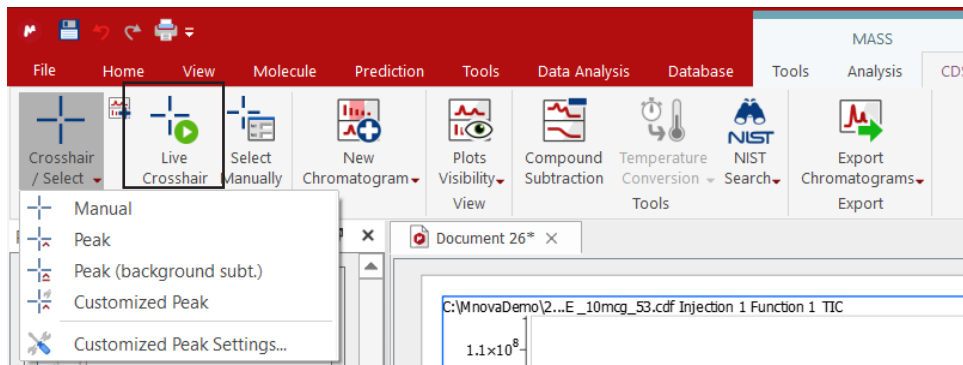 MASS
File Home View Molecule Prediction Tools Data Analysis Database Tools Analysis
Crosshair / Select
Live Crosshair
Select Manually
New Chromatogram
Plots Visibility
Compound Subtraction
Temperature Conversion
NIST
NIST Search
Export Chromatograms
View
Tools
Export
Manual
Peak
Peak (background subt.)
Customized Peak
Customized Peak Settings...
Document 26*
C:\MnovaDemo\2...E _10mcg_53.cdf Injection 1 Function 1 TIC
1.1×10⁸